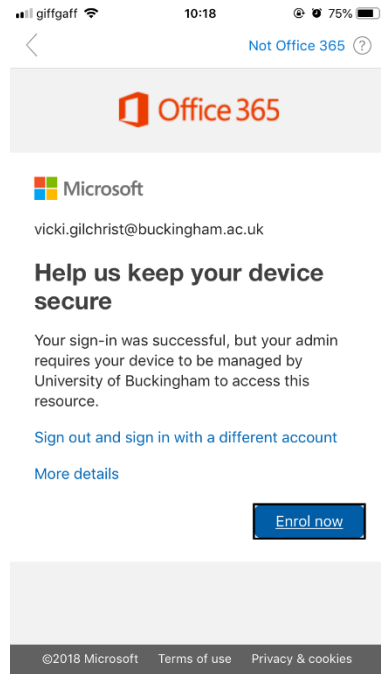 giffgaff 10:18 75%
Not Office 365 ?
Office 365
Microsoft
vicki.gilchrist@buckingham.ac.uk
Help us keep your device
secure
Your sign-in was successful, but your admin
requires your device to be managed by
University of Buckingham to access this
resource.
Sign out and sign in with a different account
More details
Enrol now
©2018 Microsoft Terms of use Privacy & cookies